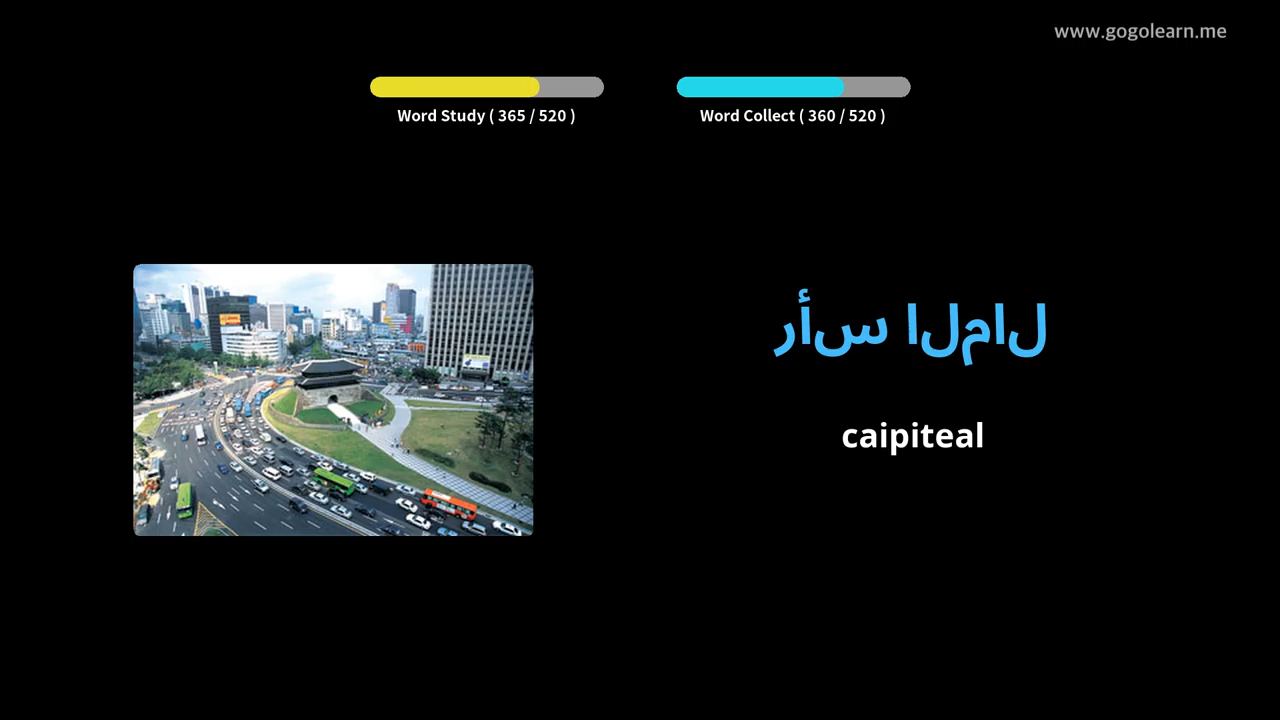 www.gogolearn.me
Word Study ( 365 / 520 )
Word Collect ( 360 / 520 )
رأس المال
caipiteal